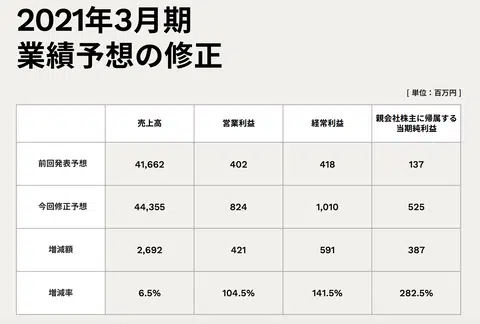 2021年3月期
業績予想の修正
[ 単位：百万円 ]
売上高 営業利益 経常利益 親会社株主に帰属する
当期純利益
前回発表予想 41,662 402 418 137
今回修正予想 44,355 824 1,010 525
増減額 2,692 421 591 387
増減率 6.5% 104.5% 141.5% 282.5%